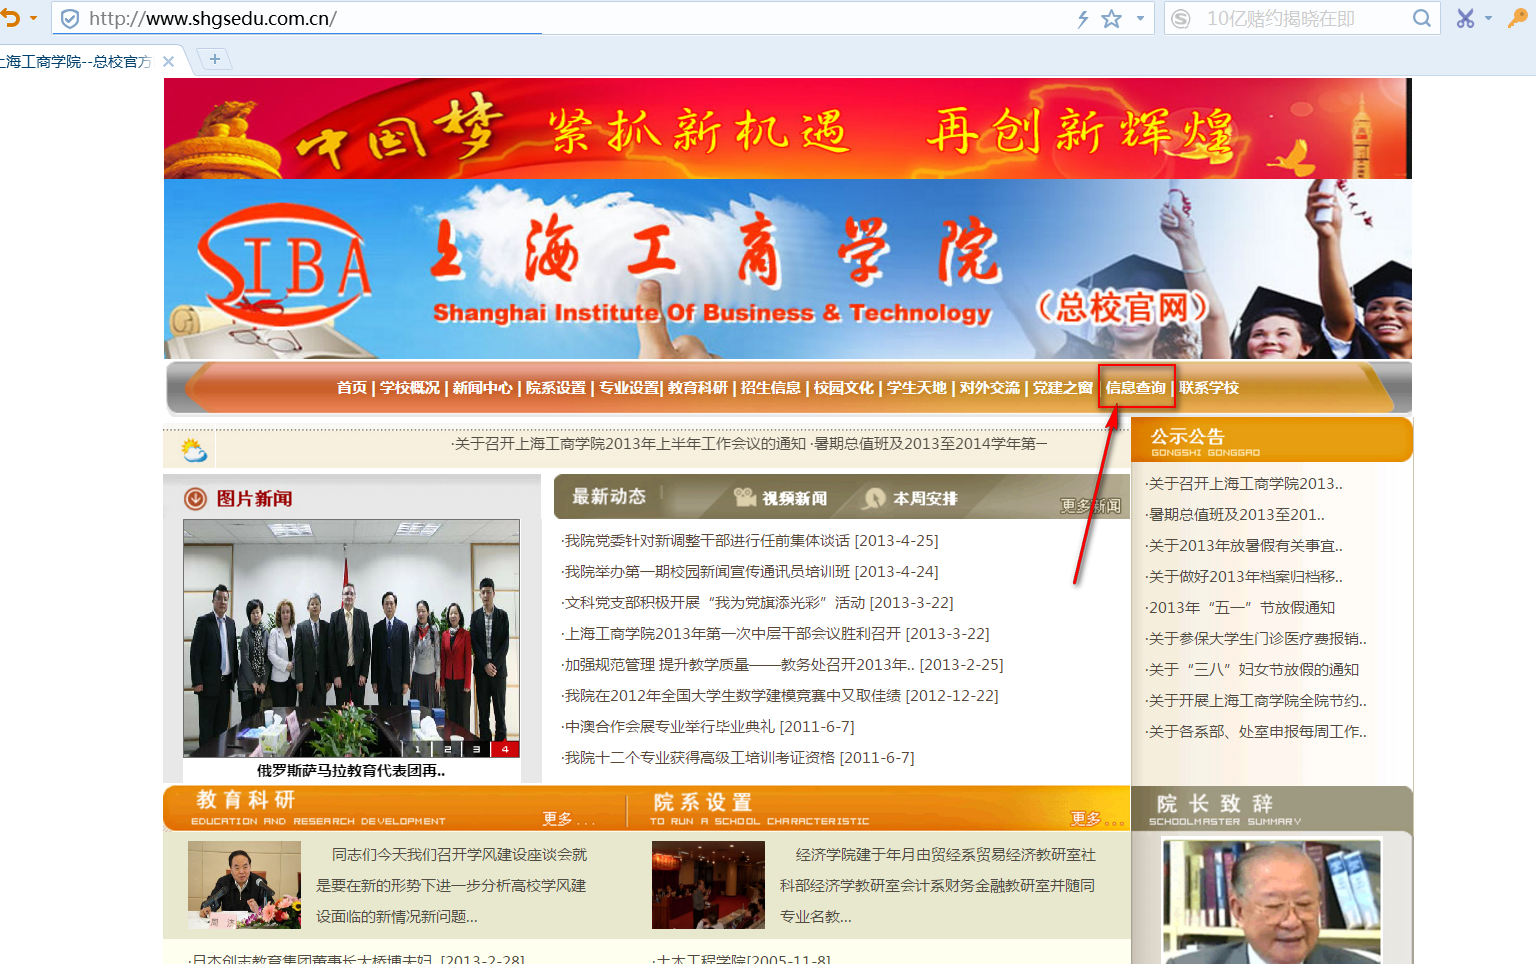 http://www.shgsedu.com.cn/
10亿赌约揭晓在即
上海工商学院--总校官方
中国梦 紧抓新机遇 再创新辉煌
SIBA
上海工商学院
Shanghai Institute Of Business & Technology
（总校官网）
首页 | 学校概况 | 新闻中心 | 院系设置 | 专业设置| 教育科研 | 招生信息 | 校园文化 | 学生天地 | 对外交流 | 党建之窗 | 信息查询 | 联系学校
·关于召开上海工商学院2013年上半年工作会议的通知 ·暑期总值班及2013至2014学年第一
公示公告
GONGSHI GONGGAO
·关于召开上海工商学院2013..
·暑期总值班及2013至201..
·关于2013年放暑假有关事宜..
·关于做好2013年档案归档移..
·2013年“五一”节放假通知
·关于参保大学生门诊医疗费报销..
·关于“三八”妇女节放假的通知
·关于开展上海工商学院全院节约..
·关于各系部、处室申报每周工作..
图片新闻
1 2 3 4
俄罗斯萨马拉教育代表团再..
最新动态 视频新闻 本周安排 更多新闻
·我院党委针对新调整干部进行任前集体谈话 [2013-4-25]
·我院举办第一期校园新闻宣传通讯员培训班 [2013-4-24]
·文科党支部积极开展“我为党旗添光彩”活动 [2013-3-22]
·上海工商学院2013年第一次中层干部会议胜利召开 [2013-3-22]
·加强规范管理 提升教学质量——教务处召开2013年.. [2013-2-25]
·我院在2012年全国大学生数学建模竞赛中又取佳绩 [2012-12-22]
·中澳合作会展专业举行毕业典礼 [2011-6-7]
·我院十二个专业获得高级工培训考证资格 [2011-6-7]
教育科研
EDUCATION AND RESEARCH DEVELOPMENT
更多...
同志们今天我们召开学风建设座谈会就
是要在新的形势下进一步分析高校学风建
设面临的新情况新问题...
周 济
·日本创志教育集团董事长大桥博夫妇..[2013-2-28]
院系设置
TO RUN A SCHOOL CHARACTERISTIC
更多...
经济学院建于年月由贸经系贸易经济教研室社
科部经济学教研室会计系财务金融教研室并随同
专业名教...
·土木工程学院[2005-11-8]
院长致辞
SCHOOLMASTER SUMMARY